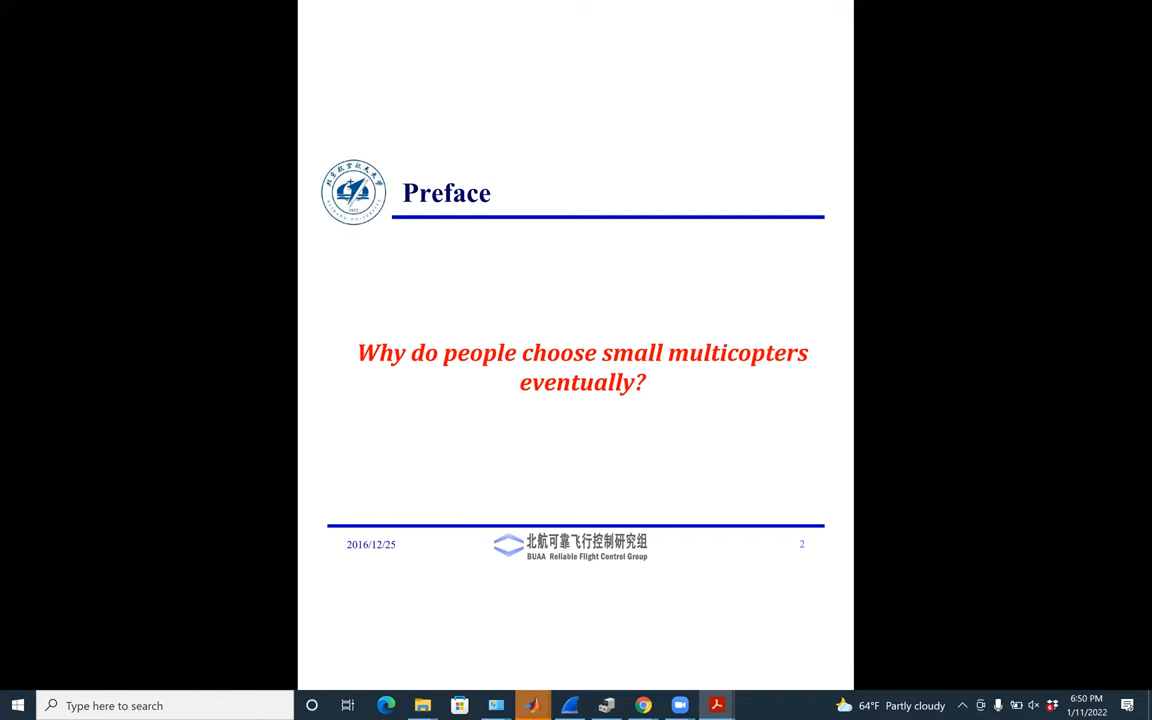 Preface
Why do people choose small multicopters
eventually?
2016/12/25
北航可靠飞行控制研究组
BUAA Reliable Flight Control Group
2
Type here to search
64°F Partly cloudy
6:50 PM
1/11/2022